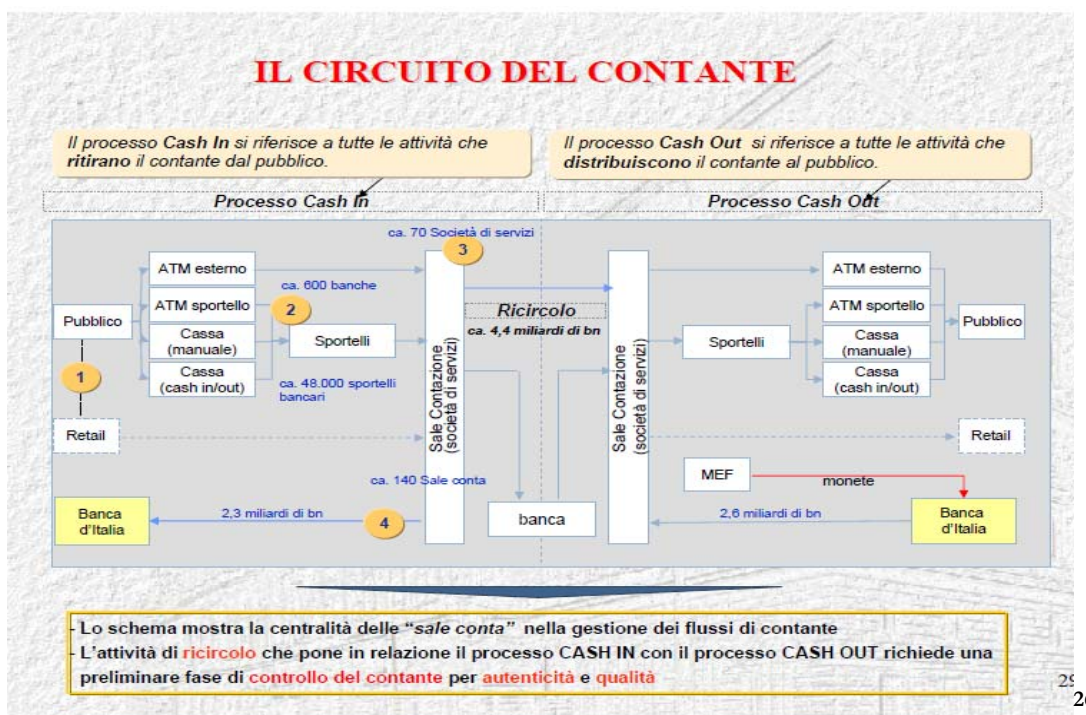 IL CIRCUITO DEL CONTANTE
Il processo Cash In si riferisce a tutte le attività che
ritirano il contante dal pubblico.
Il processo Cash Out si riferisce a tutte le attività che
distribuiscono il contante al pubblico.
Processo Cash In
Processo Cash Out
ca. 70 Società di servizi
3
ATM esterno
ca. 600 banche
ATM sportello
2
Pubblico
Cassa
(manuale)
Sportelli
Cassa
(cash in/out)
1
ca. 48.000 sportelli
bancari
Retail
Sale Contazione
(società di servizi)
Ricircolo
ca. 4,4 miliardi di bn
ca. 140 Sale conta
Banca
d'Italia
2,3 miliardi di bn
4
banca
Sale Contazione
(società di servizi)
ATM esterno
ATM sportello
Sportelli
Cassa
(manuale)
Cassa
(cash in/out)
Pubblico
Retail
MEF
monete
2,6 miliardi di bn
Banca
d'Italia
- Lo schema mostra la centralità delle "sale conta" nella gestione dei flussi di contante
- L'attività di ricircolo che pone in relazione il processo CASH IN con il processo CASH OUT richiede una
preliminare fase di controllo del contante per autenticità e qualità
29